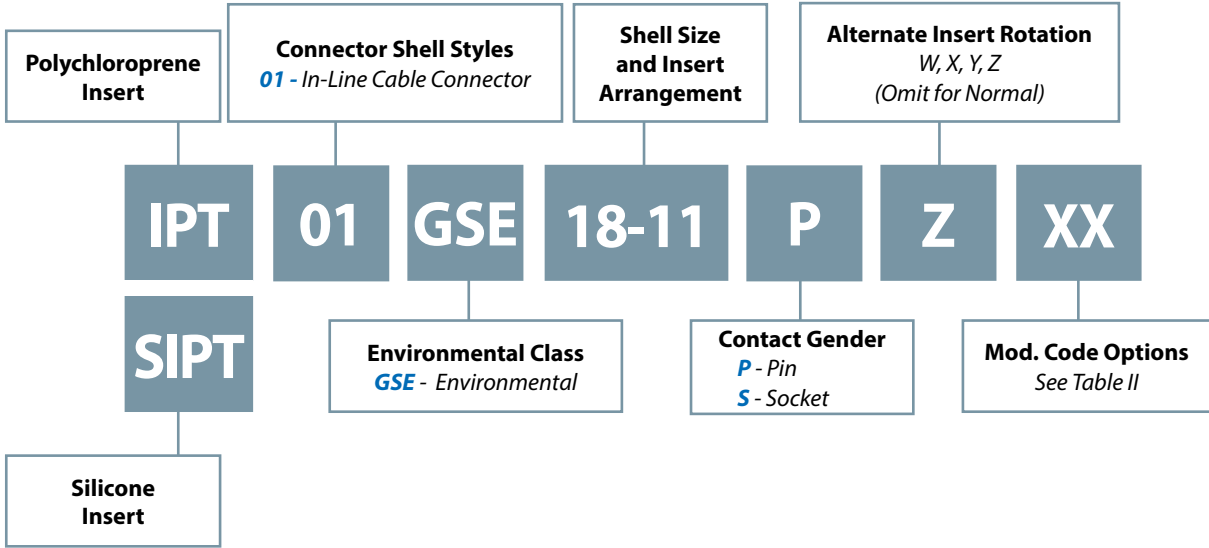 Polychloroprene
Insert
Connector Shell Styles
01 - In-Line Cable Connector
Shell Size
and Insert
Arrangement
Alternate Insert Rotation
W, X, Y, Z
(Omit for Normal)
IPT
01
GSE
18-11
P
Z
XX
SIPT
Environmental Class
GSE - Environmental
Contact Gender
P - Pin
S - Socket
Mod. Code Options
See Table II
Silicone
Insert